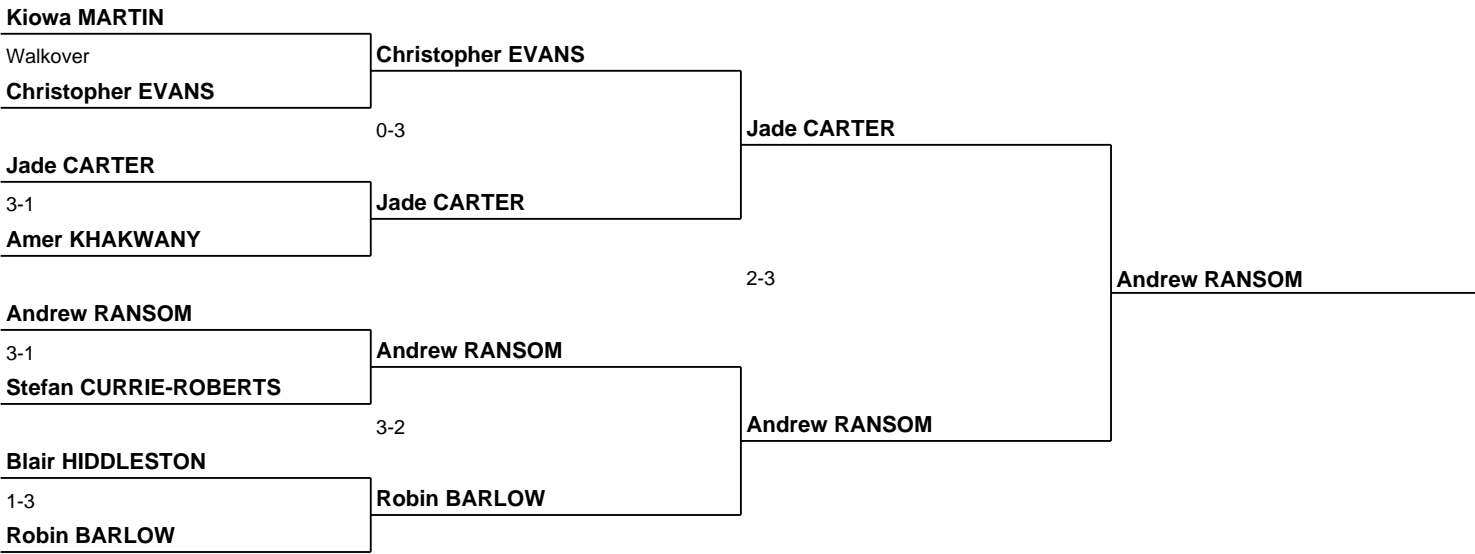 Kiowa MARTIN
Walkover
Christopher EVANS
Christopher EVANS
0-3
Jade CARTER
Jade CARTER
3-1
Jade CARTER
Amer KHAKWANY
2-3
Andrew RANSOM
Andrew RANSOM
3-1
Andrew RANSOM
Stefan CURRIE-ROBERTS
3-2
Andrew RANSOM
Blair HIDDLESTON
1-3
Robin BARLOW
Robin BARLOW